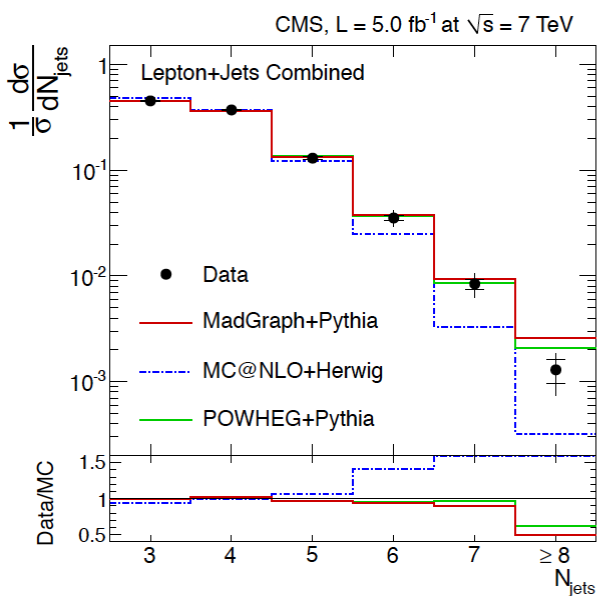 CMS, L = 5.0 fb⁻¹ at √s = 7 TeV
1/σ dσ/dN_jets
Lepton+Jets Combined
1
10⁻¹
10⁻²
10⁻³
Data
MadGraph+Pythia
MC@NLO+Herwig
POWHEG+Pythia
Data/MC
1.5
1
0.5
3 4 5 6 7 ≥ 8
N_jets